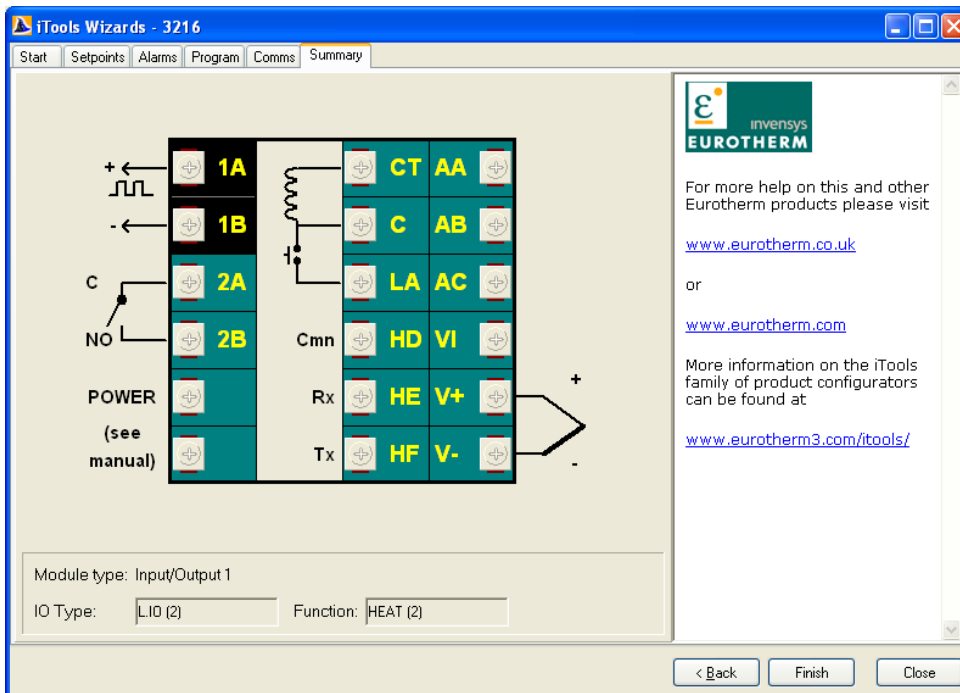 iTools Wizards - 3216
Start Setpoints Alarms Program Comms Summary
+ 1A CT AA
- 1B C AB
C 2A LA AC
NO 2B Cmn HD VI
POWER Rx HE V+ +
(see Tx HF V- -
manual)
Module type: Input/Output 1
IO Type: L.IO (2) Function: HEAT (2)
ε
invensys
EUROTHERM
For more help on this and other
Eurotherm products please visit
www.eurotherm.co.uk
or
www.eurotherm.com
More information on the iTools
family of product configurators
can be found at
www.eurotherm3.com/itools/
< Back Finish Close